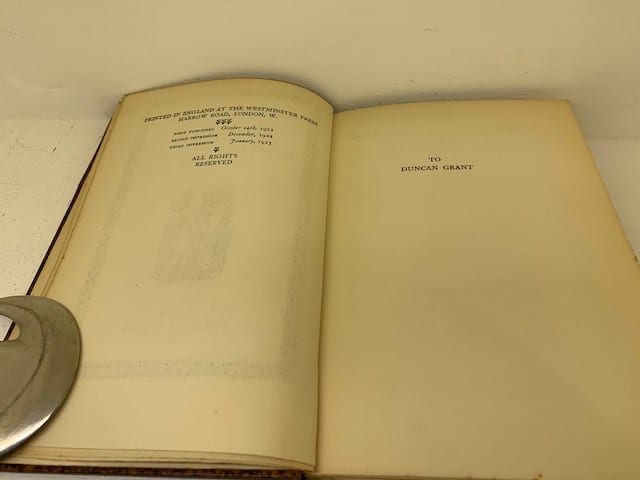 PRINTED IN ENGLAND AT THE WESTMINSTER PRESS
HARROW ROAD, LONDON, W.
FIRST PUBLISHED October 24th, 1922
SECOND IMPRESSION December, 1922
THIRD IMPRESSION January, 1923
ALL RIGHTS
RESERVED
TO
DUNCAN GRANT